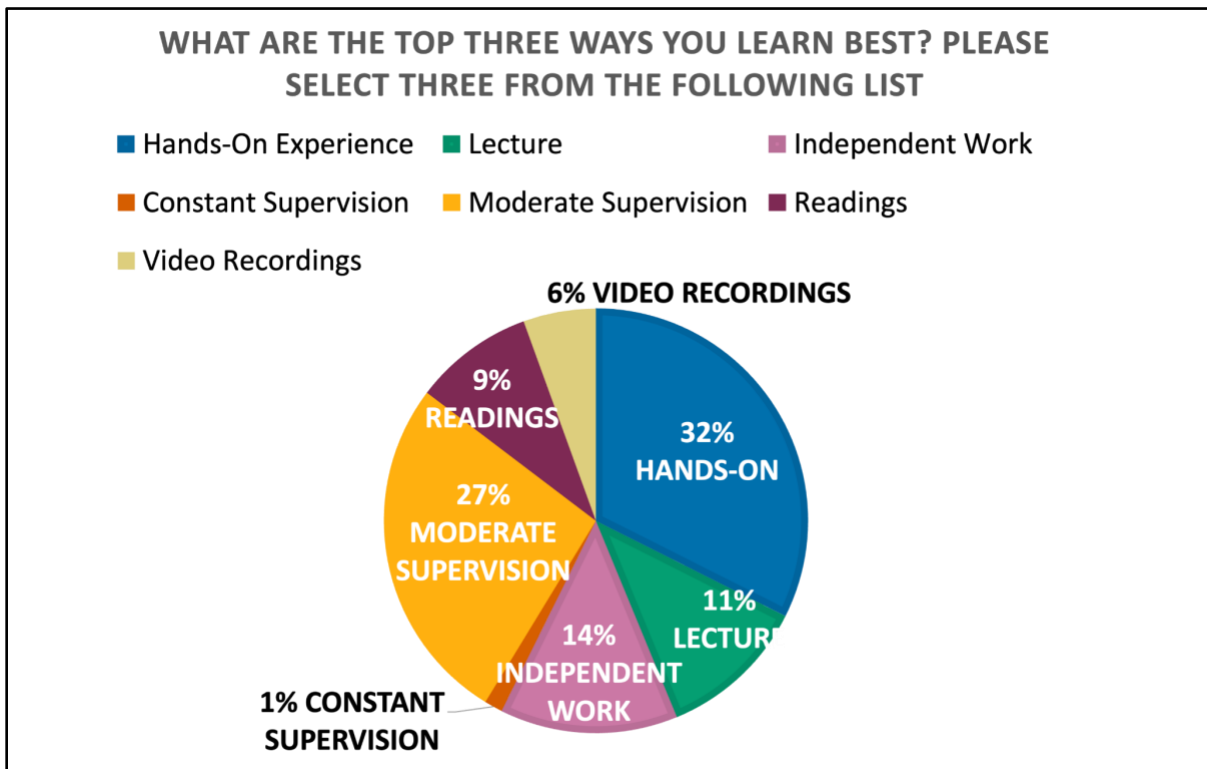 WHAT ARE THE TOP THREE WAYS YOU LEARN BEST? PLEASE
SELECT THREE FROM THE FOLLOWING LIST
Hands-On Experience
Lecture
Independent Work
Constant Supervision
Moderate Supervision
Readings
Video Recordings
6% VIDEO RECORDINGS
9%
READINGS
32%
HANDS-ON
27%
MODERATE
SUPERVISION
11%
LECTURE
14%
INDEPENDENT
WORK
1% CONSTANT
SUPERVISION